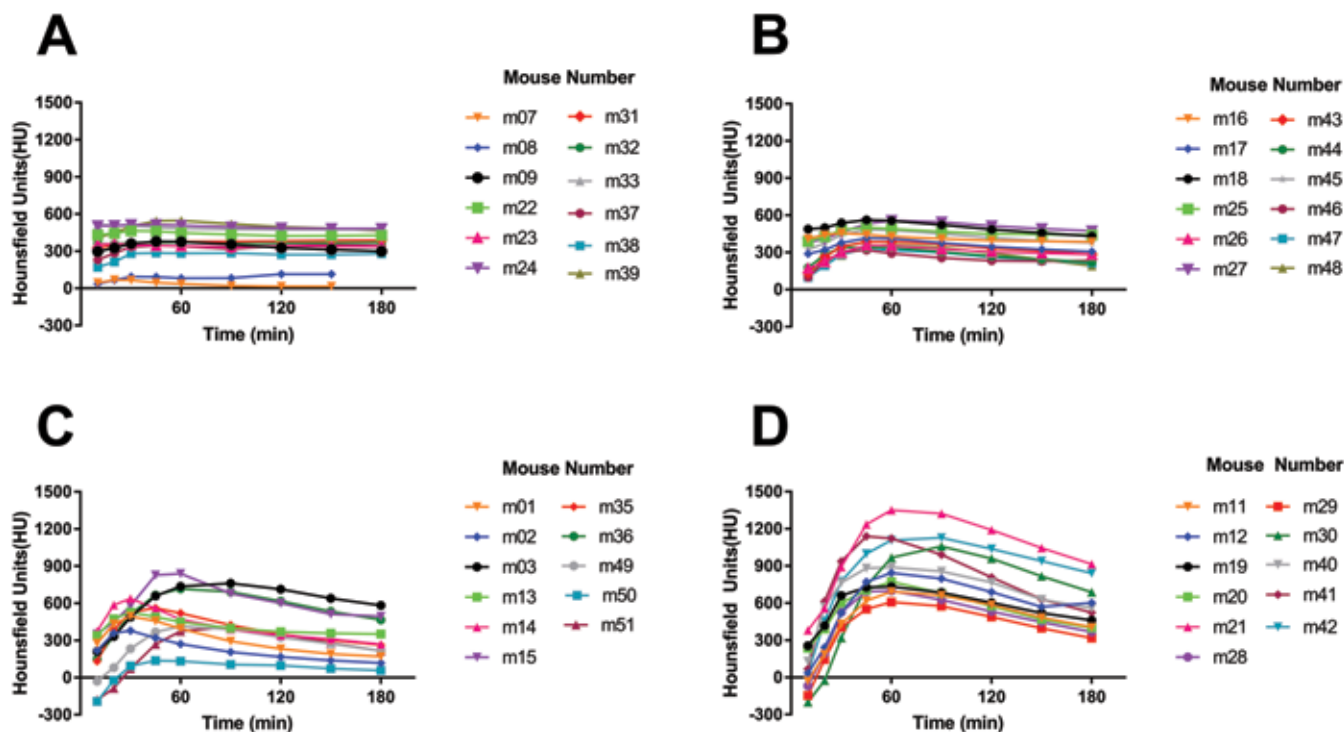 A
Mouse Number
m07 m31
m08 m32
m09 m33
m22 m37
m23 m38
m24 m39
1500
1200
900
600
300
0
-300
60 120 180
Hounsfield Units(HU)
Time (min)
B
Mouse Number
m16 m43
m17 m44
m18 m45
m25 m46
m26 m47
m27 m48
1500
1200
900
600
300
0
-300
60 120 180
Hounsfield Units(HU)
Time (min)
C
Mouse Number
m01 m35
m02 m36
m03 m49
m13 m50
m14 m51
m15
1500
1200
900
600
300
0
-300
60 120 180
Hounsfield Units(HU)
Time (min)
D
Mouse Number
m11 m29
m12 m30
m19 m40
m20 m41
m21 m42
m28
1500
1200
900
600
300
0
-300
60 120 180
Hounsfield Units(HU)
Time (min)